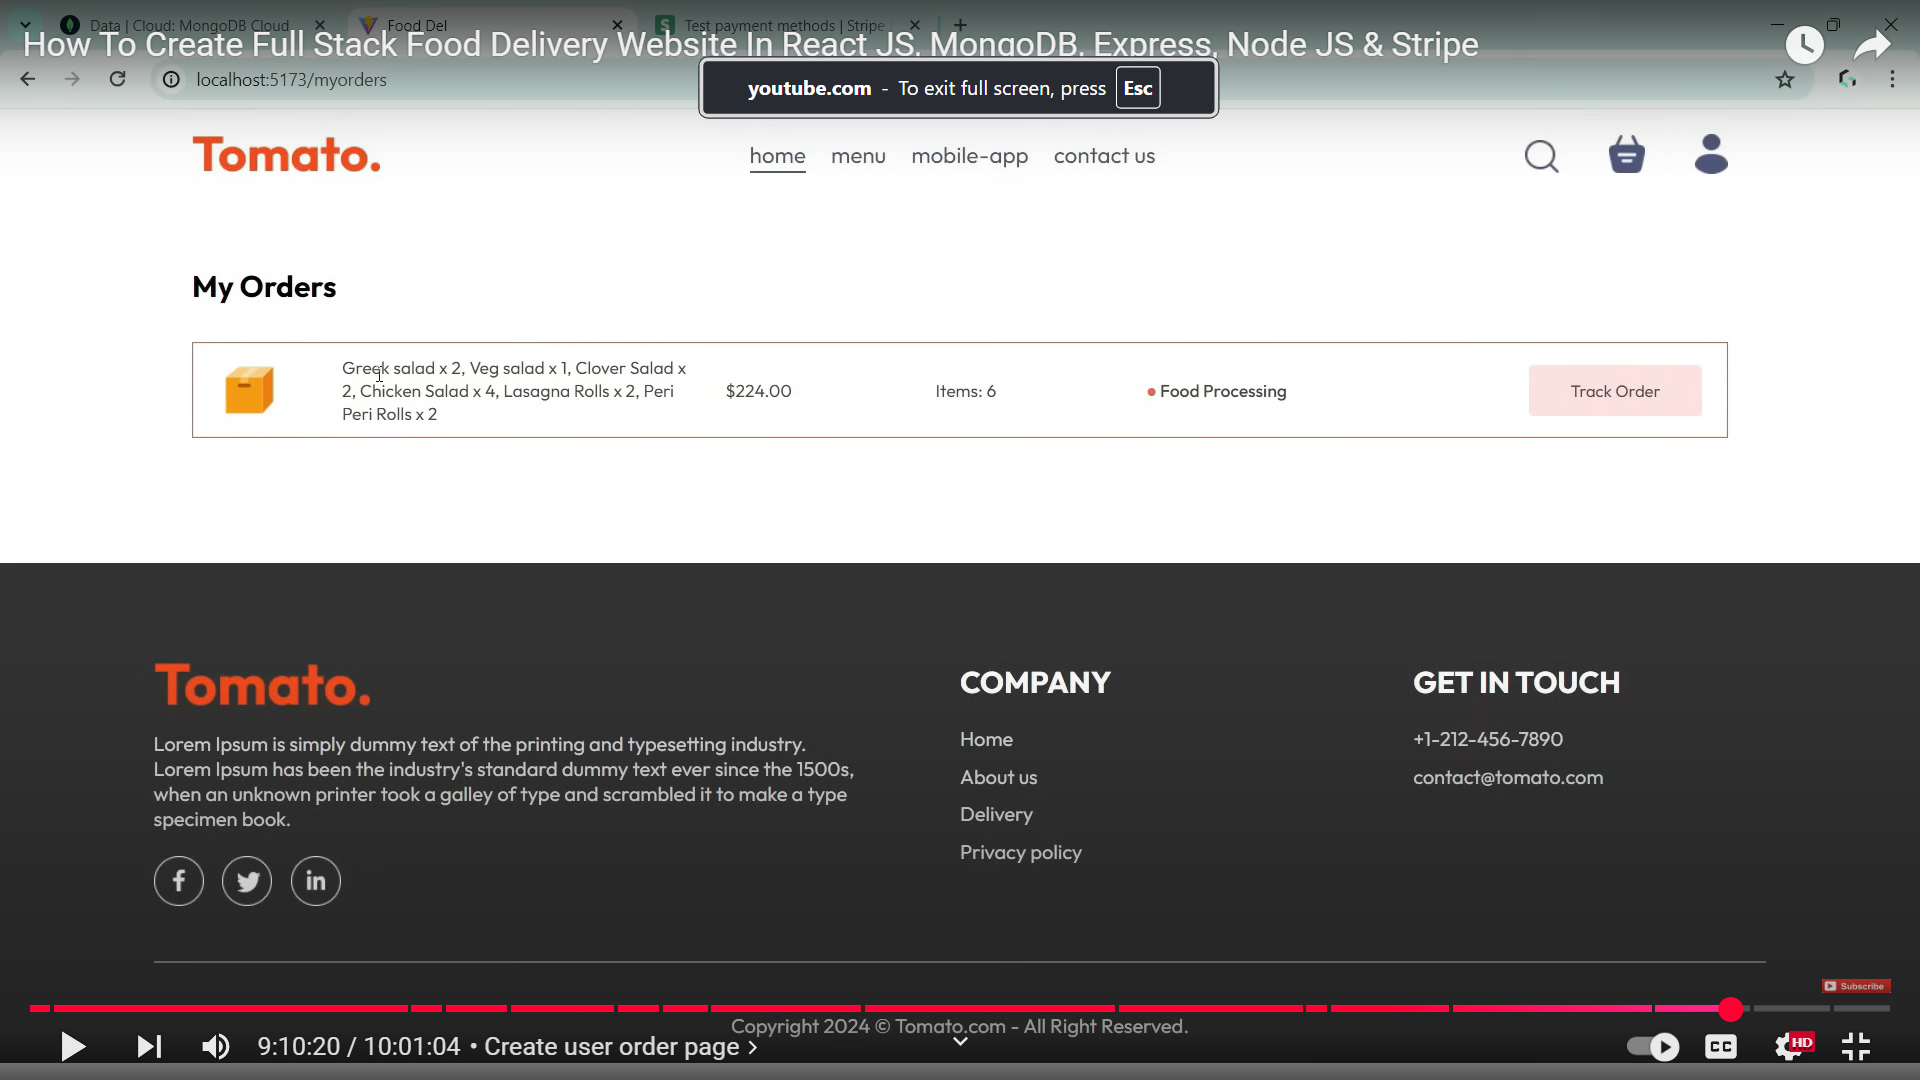 Data | Cloud: MongoDB Cloud
Food Del
Test payment methods | Stripe
How To Create Full Stack Food Delivery Website In React JS, MongoDB, Express, Node JS & Stripe
localhost:5173/myorders
youtube.com - To exit full screen, press Esc
Tomato.
home menu mobile-app contact us
My Orders
Greek salad x 2, Veg salad x 1, Clover Salad x
2, Chicken Salad x 4, Lasagna Rolls x 2, Peri
Peri Rolls x 2
$224.00
Items: 6
Food Processing
Track Order
Tomato.
Lorem Ipsum is simply dummy text of the printing and typesetting industry.
Lorem Ipsum has been the industry's standard dummy text ever since the 1500s,
when an unknown printer took a galley of type and scrambled it to make a type
specimen book.
COMPANY
Home
About us
Delivery
Privacy policy
GET IN TOUCH
+1-212-456-7890
contact@tomato.com
Subscribe
Copyright 2024 © Tomato.com - All Right Reserved.
9:10:20 / 10:01:04 • Create user order page
CC
HD